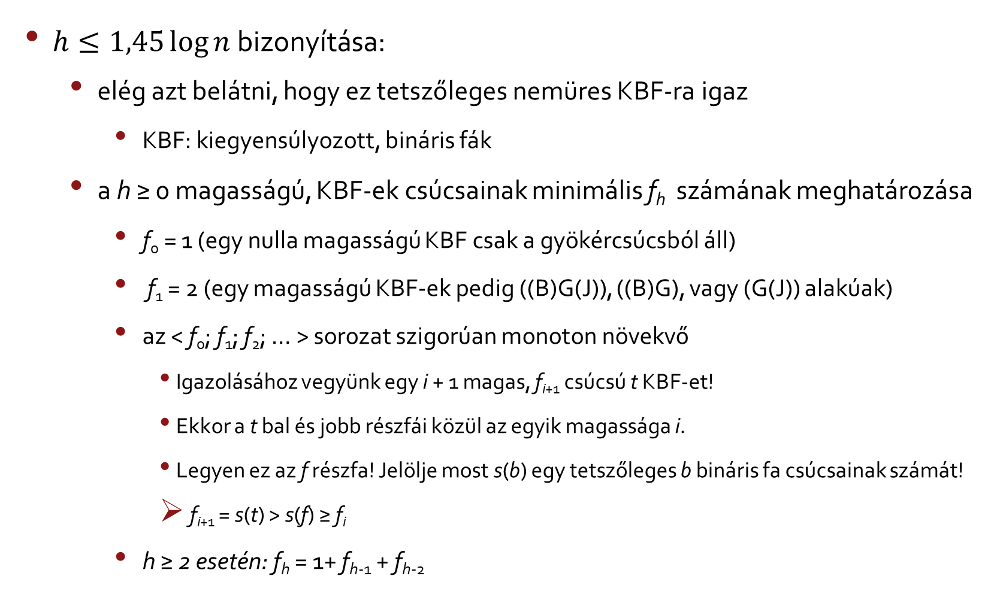 • h ≤ 1,45 log n bizonyítása:
• elég azt belátni, hogy ez tetszőleges nemüres KBF-ra igaz
• KBF: kiegyensúlyozott, bináris fák
• a h ≥ 0 magasságú, KBF-ek csúcsainak minimális f_h számának meghatározása
• f_0 = 1 (egy nulla magasságú KBF csak a gyökércsúcsból áll)
• f_1 = 2 (egy magasságú KBF-ek pedig ((B)G(J)), ((B)G), vagy (G(J)) alakúak)
• az < f_0; f_1; f_2; … > sorozat szigorúan monoton növekvő
• Igazolásához vegyünk egy i + 1 magas, f_{i+1} csúcsú t KBF-et!
• Ekkor a t bal és jobb részfái közül az egyik magassága i.
• Legyen ez az f részfa! Jelölje most s(b) egy tetszőleges b bináris fa csúcsainak számát!
➢ f_{i+1} = s(t) > s(f) ≥ f_i
• h ≥ 2 esetén: f_h = 1+ f_{h-1} + f_{h-2}